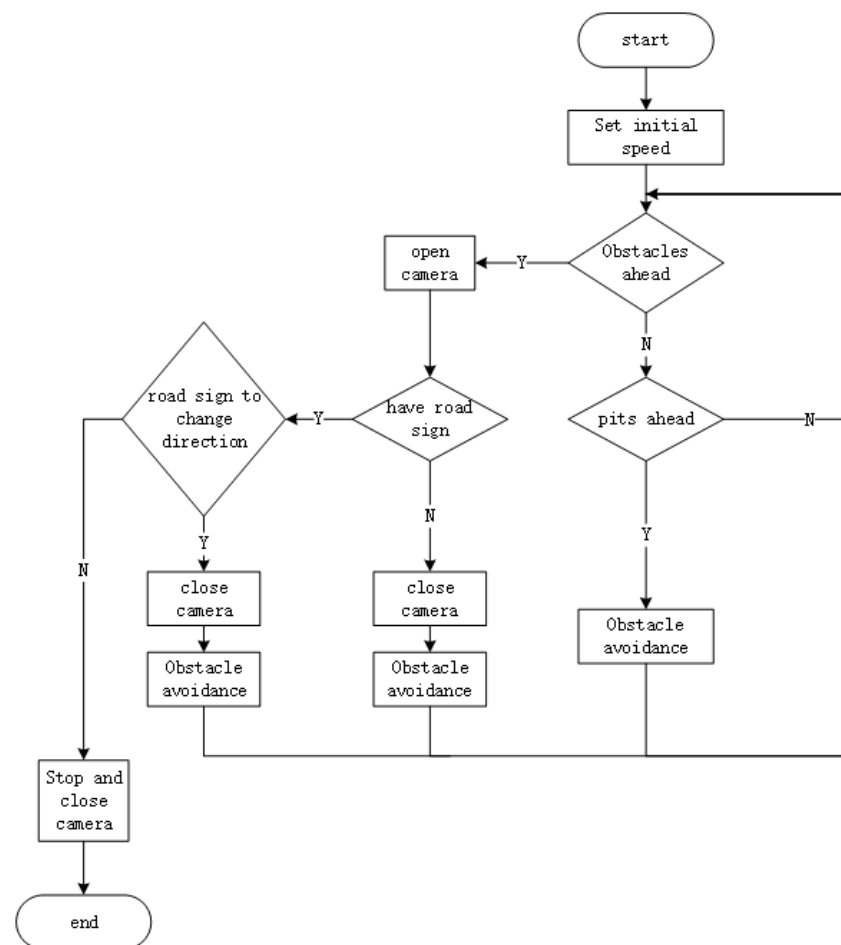 start
Set initial
speed
Obstacles
ahead
Y
open
camera
N
road sign to
change
direction
Y
have road
sign
pits ahead
N
N
Y
Y
N
close
camera
close
camera
Obstacle
avoidance
Obstacle
avoidance
Obstacle
avoidance
Stop and
close
camera
end